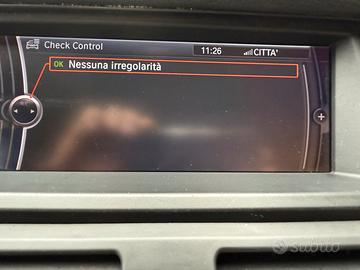 Check Control
11:26
CITTA'
OK Nessuna irregolarità
subito